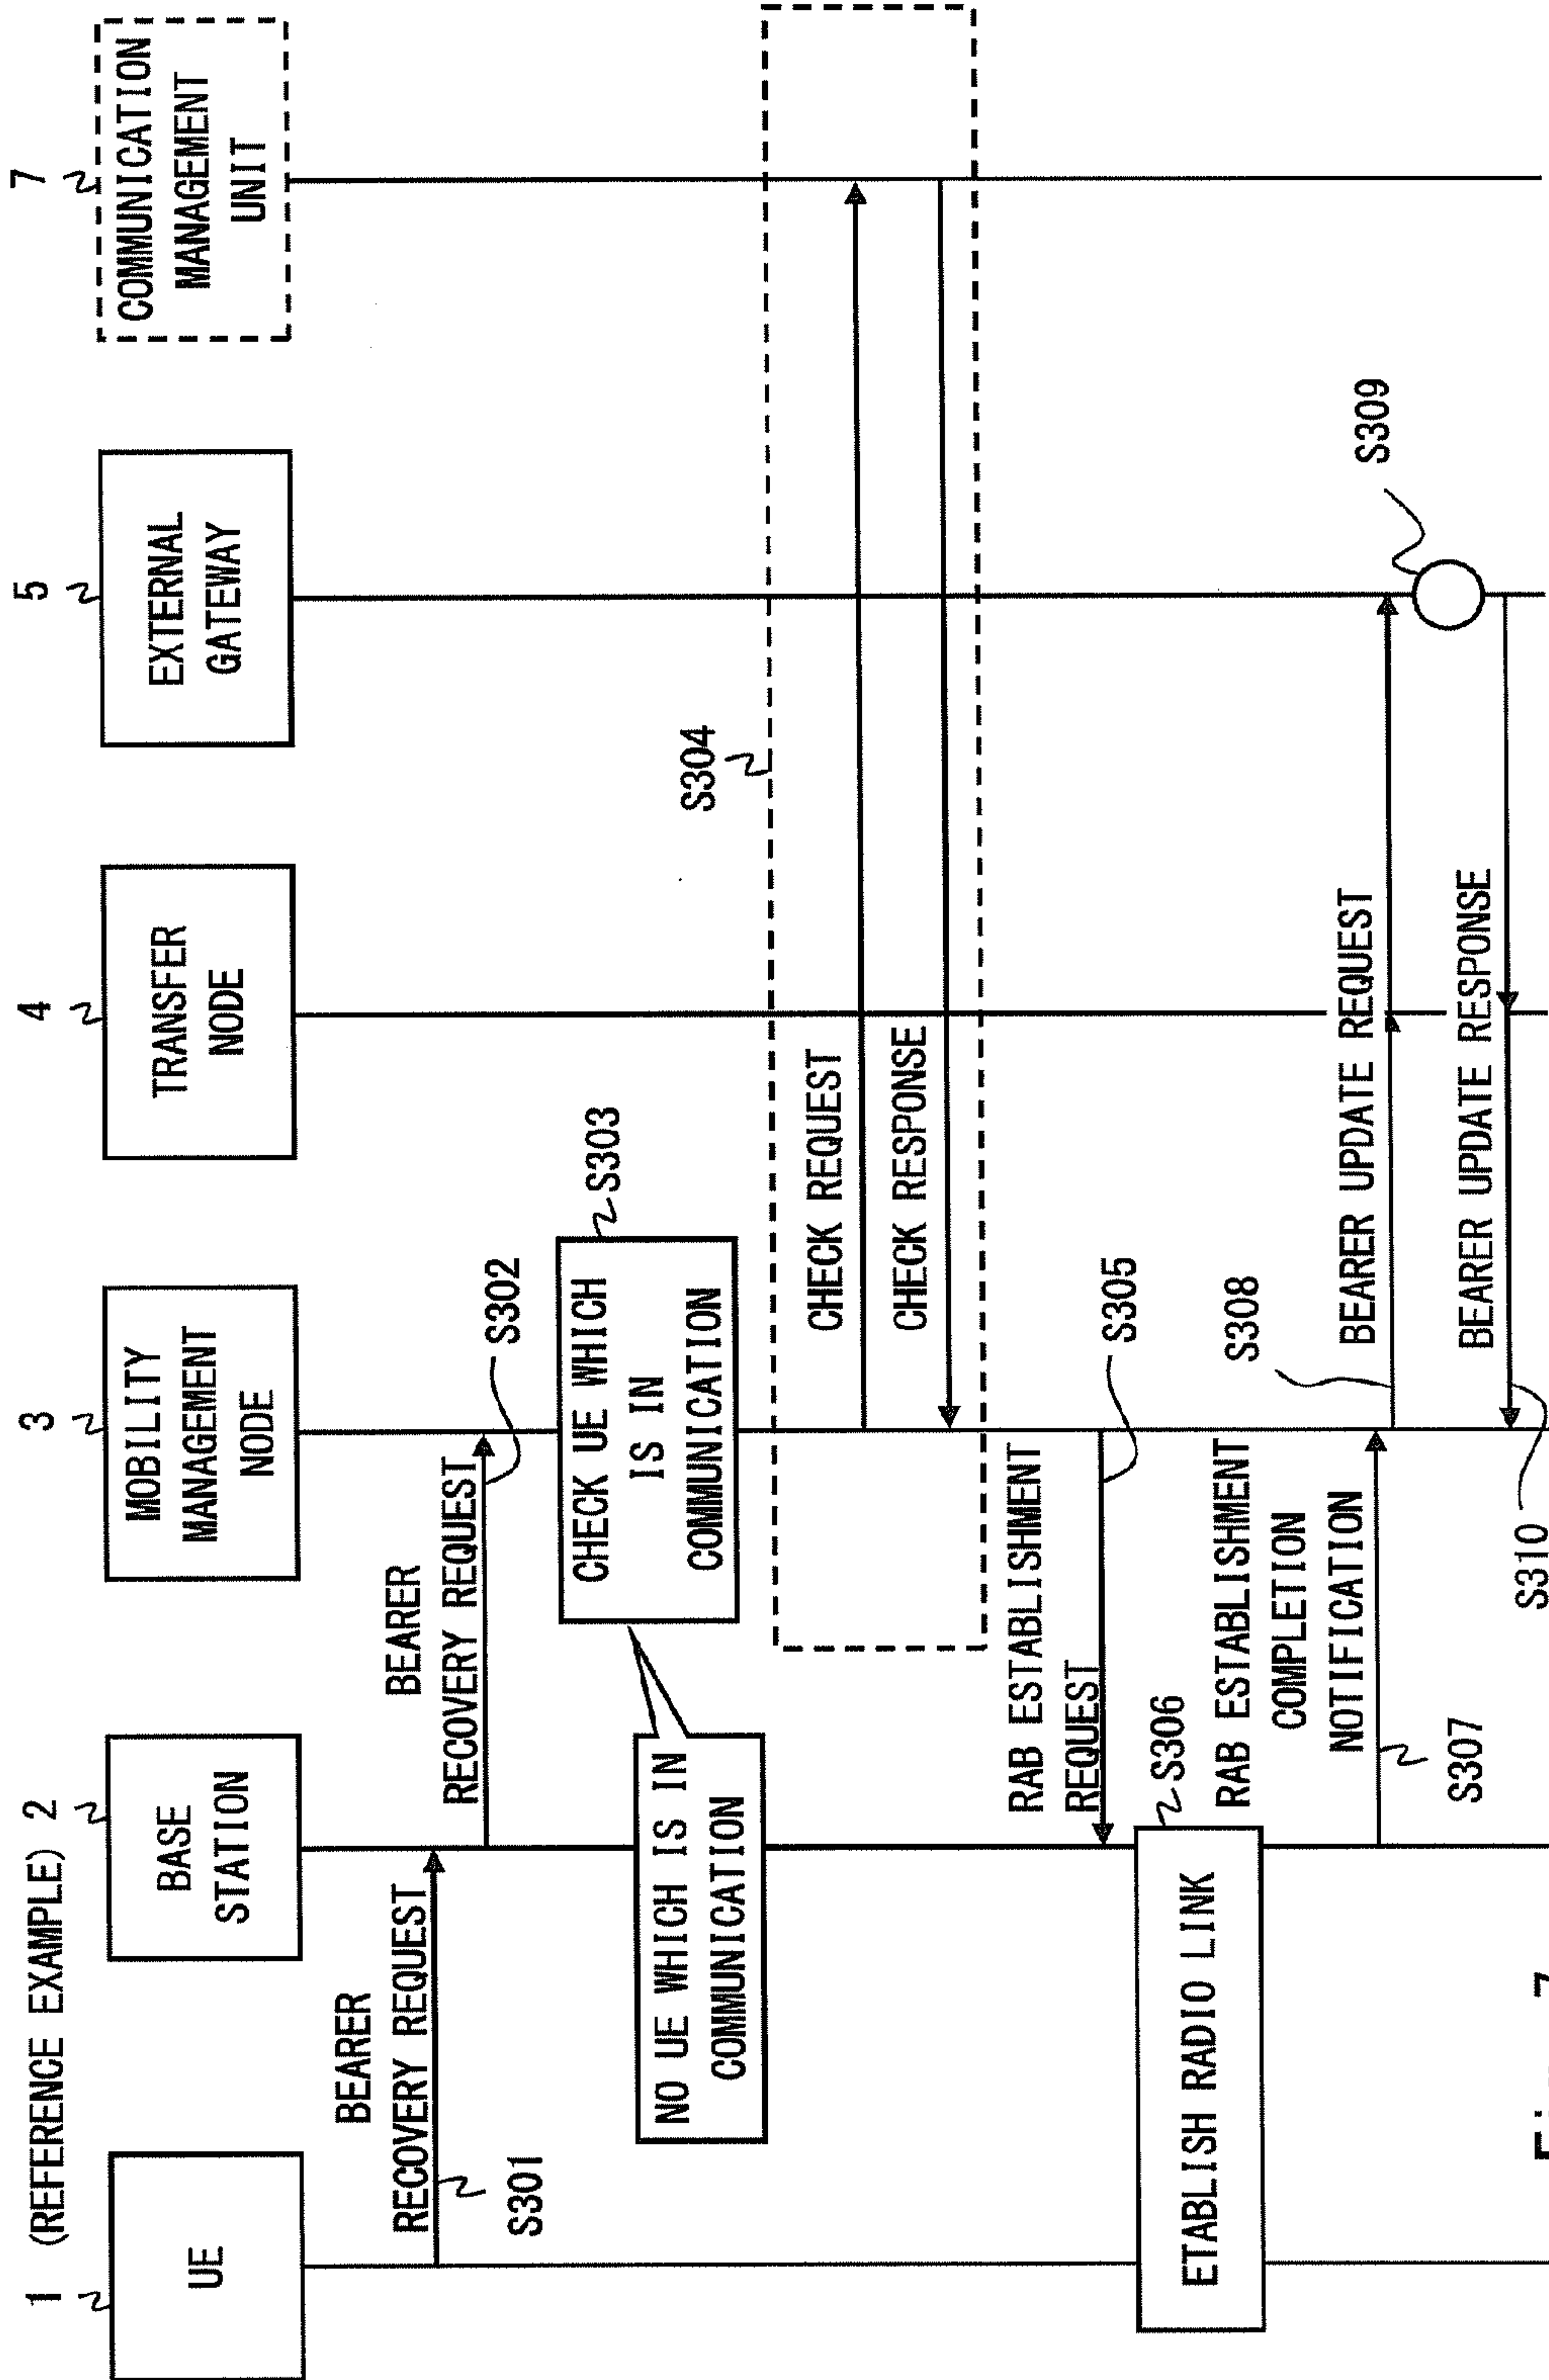 1
(REFERENCE EXAMPLE)
2
3
4
5
7
UE
BASE
STATION
MOBILITY
MANAGEMENT
NODE
TRANSFER
NODE
EXTERNAL
GATEWAY
COMMUNICATION
MANAGEMENT
UNIT
BEARER
RECOVERY REQUEST
S301
BEARER
RECOVERY REQUEST
S302
CHECK UE WHICH
IS IN
COMMUNICATION
S303
NO UE WHICH IS IN
COMMUNICATION
S304
CHECK REQUEST
CHECK RESPONSE
RAB ESTABLISHMENT
REQUEST
S305
ETABLISH RADIO LINK
S306
RAB ESTABLISHMENT
COMPLETION
NOTIFICATION
S307
S308
BEARER UPDATE REQUEST
S309
BEARER UPDATE RESPONSE
S310